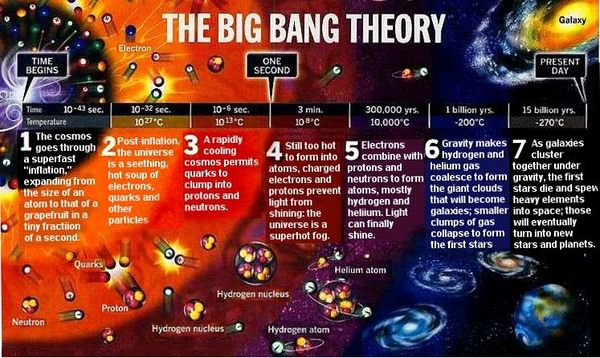 THE BIG BANG THEORY
Galaxy
Electron
TIME
BEGINS
ONE
SECOND
PRESENT
DAY
Time 10-43 sec. 10-32 sec. 10-6 sec. 3 min. 300,000 yrs. 1 billion yrs. 15 billion yrs.
Temperature 1027°C 1013°C 108°C 10,000°C -200°C -270°C
1 The cosmos
goes through
a superfast
"inflation,"
expanding from
the size of an
atom to that of a
grapefruit in a
tiny fractiion
of a second.
2 Post-inflation,
the universe
is a seething,
hot soup of
electrons,
quarks and
other
particles
3 A rapidly
cooling
cosmos permits
quarks to
clump into
protons and
neutrons.
4 Still too hot
to form into
atoms, charged
electrons and
protons prevent
light from
shining: the
universe is a
superhot fog.
5 Electrons
combine with
protons and
neutrons to form
atoms, mostly
hydrogen and
heliium. Light
can finally
shine.
6 Gravity makes
hydrogen and
helium gas
coalesce to form
the giant clouds
that will become
galaxies; smaller
clumps of gas
collapse to form
the first stars
7 As galaxies
cluster
together under
gravity, the first
stars die and spew
heavy elements
into space; those
will eventually
turn into new
stars and planets.
Quarks
Neutron
Proton
Hydrogen nucleus
Hydrogen nucleus
Helium atom
Hydrogen atom